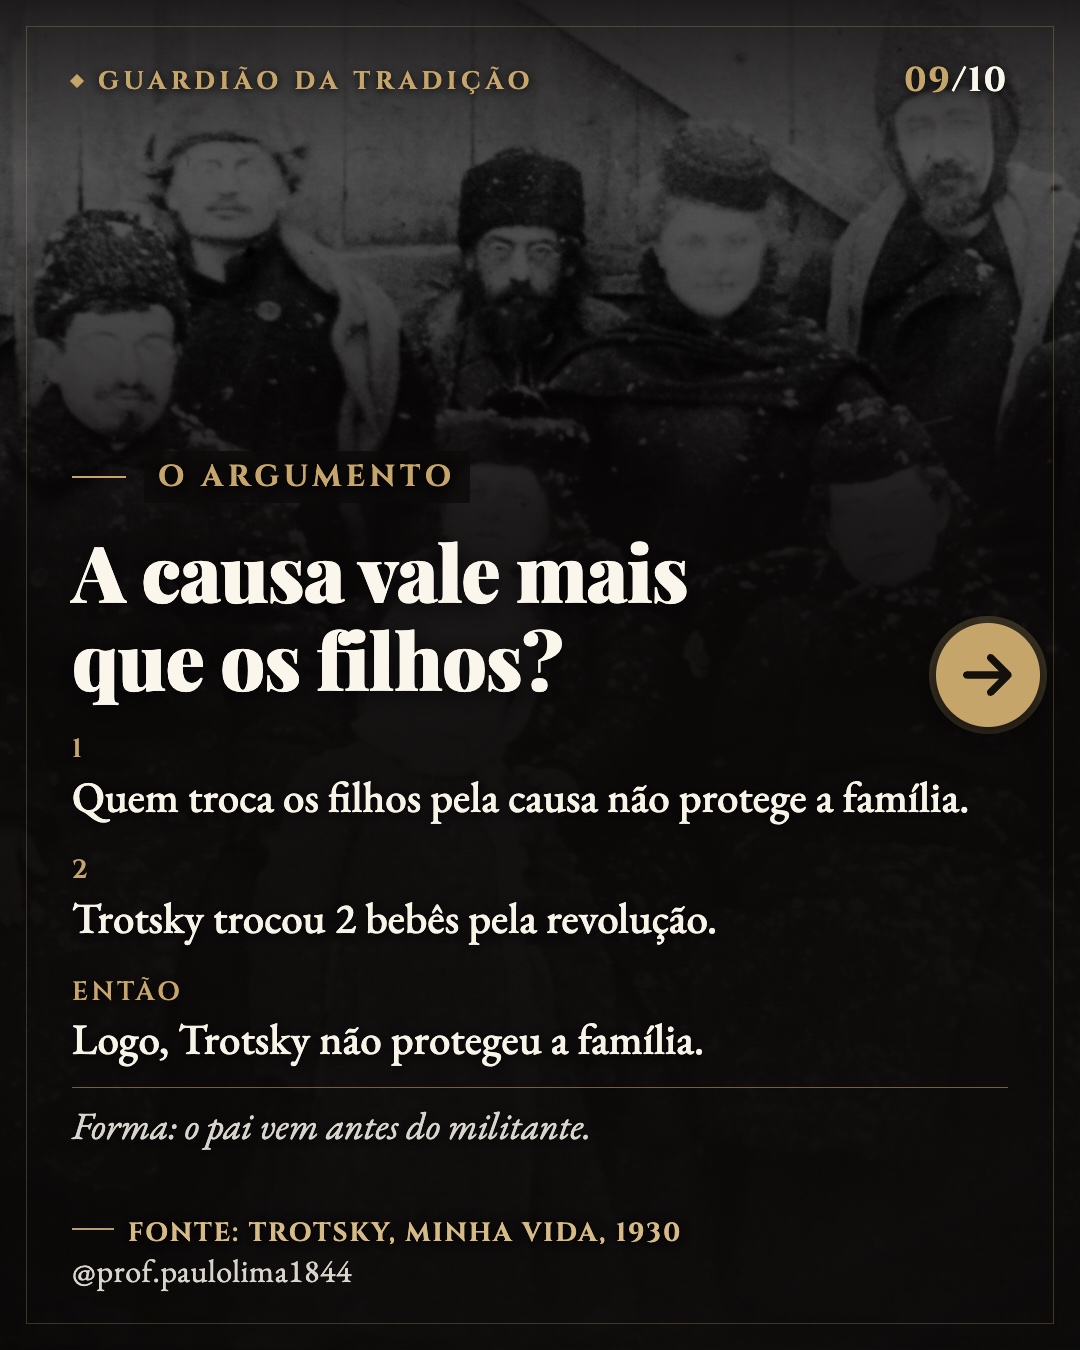 GUARDIÃO DA TRADIÇÃO
09/10
O ARGUMENTO
A causa vale mais
que os filhos?
1
Quem troca os filhos pela causa não protege a família.
2
Trotsky trocou 2 bebês pela revolução.
ENTÃO
Logo, Trotsky não protegeu a família.
Forma: o pai vem antes do militante.
FONTE: TROTSKY, MINHA VIDA, 1930
@prof.paulolima1844